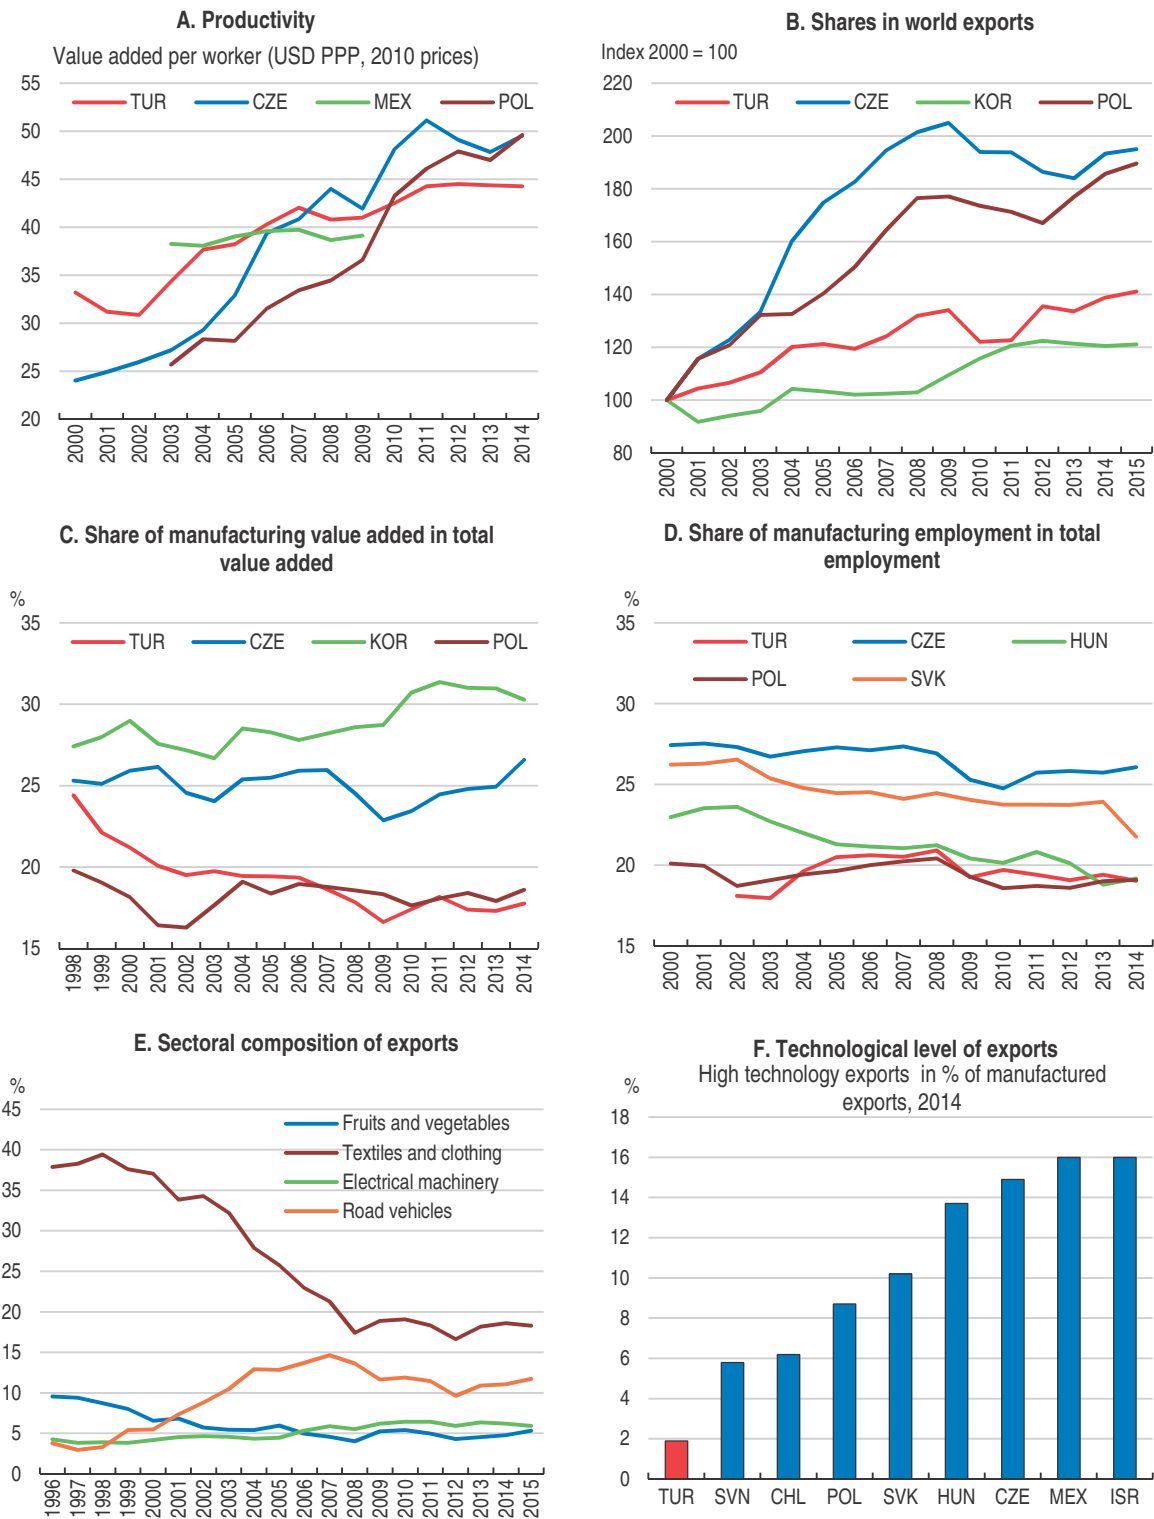 A. Productivity
Value added per worker (USD PPP, 2010 prices)
55
50
45
40
35
30
25
20
TUR CZE MEX POL
2000 2001 2002 2003 2004 2005 2006 2007 2008 2009 2010 2011 2012 2013 2014
B. Shares in world exports
Index 2000 = 100
220
200
180
160
140
120
100
80
TUR CZE KOR POL
2000 2001 2002 2003 2004 2005 2006 2007 2008 2009 2010 2011 2012 2013 2014 2015
C. Share of manufacturing value added in total
value added
%
35
30
25
20
15
TUR CZE KOR POL
1998 1999 2000 2001 2002 2003 2004 2005 2006 2007 2008 2009 2010 2011 2012 2013 2014
D. Share of manufacturing employment in total
employment
%
35
30
25
20
15
TUR CZE HUN
POL SVK
2000 2001 2002 2003 2004 2005 2006 2007 2008 2009 2010 2011 2012 2013 2014
E. Sectoral composition of exports
%
45
40
35
30
25
20
15
10
5
0
Fruits and vegetables
Textiles and clothing
Electrical machinery
Road vehicles
1996 1997 1998 1999 2000 2001 2002 2003 2004 2005 2006 2007 2008 2009 2010 2011 2012 2013 2014 2015
F. Technological level of exports
High technology exports in % of manufactured
exports, 2014
%
18
16
14
12
10
8
6
4
2
0
TUR SVN CHL POL SVK HUN CZE MEX ISR